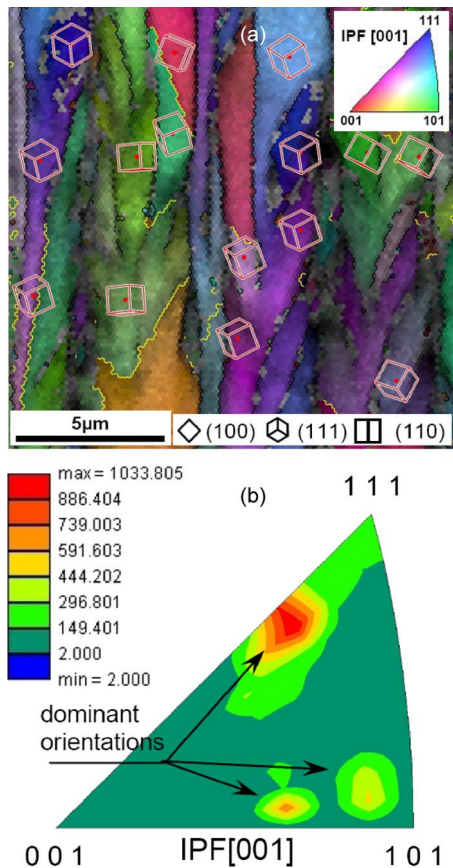 (a)
IPF [001]
111
001
101
5µm
(100)
(111)
(110)
(b)
max = 1033.805
886.404
739.003
591.603
444.202
296.801
149.401
2.000
min = 2.000
1 1 1
dominant
orientations
0 0 1
IPF[001]
1 0 1